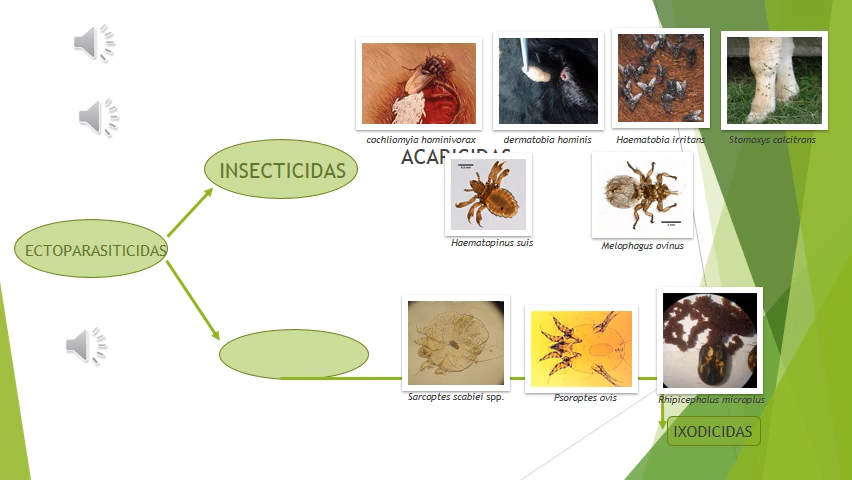 cochliomyia hominivorax
dermatobia hominis
Haematobia irritans
Stomoxys calcitrans
ACARICIDAS
INSECTICIDAS
Haematopinus suis
Melophagus ovinus
ECTOPARASITICIDAS
Sarcoptes scabiei spp.
Psoroptes ovis
Rhipicephalus microplus
IXODICIDAS